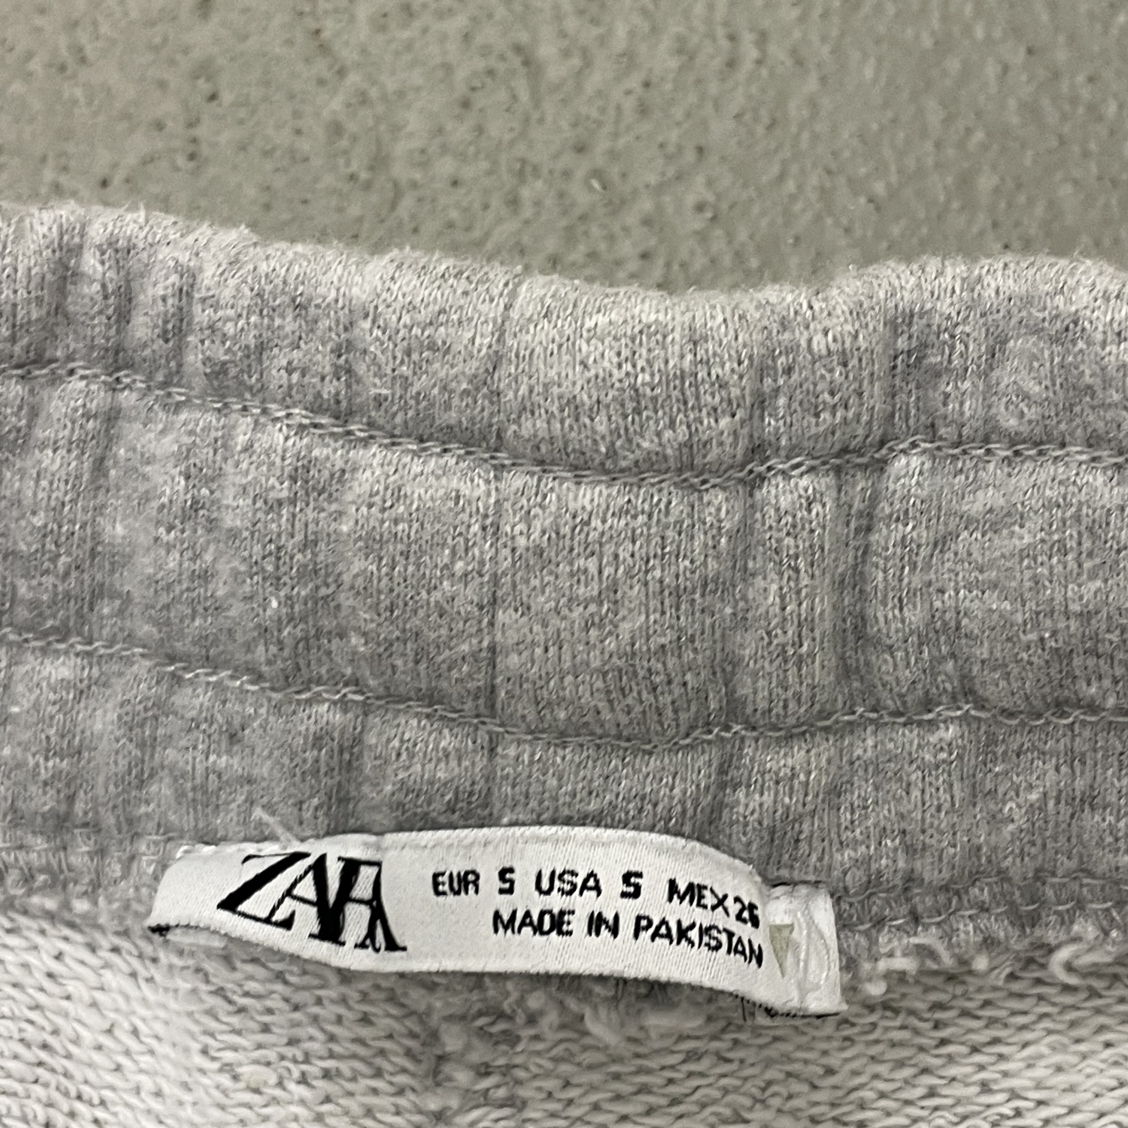 ZARA
EUR S USA S MEX 26
MADE IN PAKISTAN